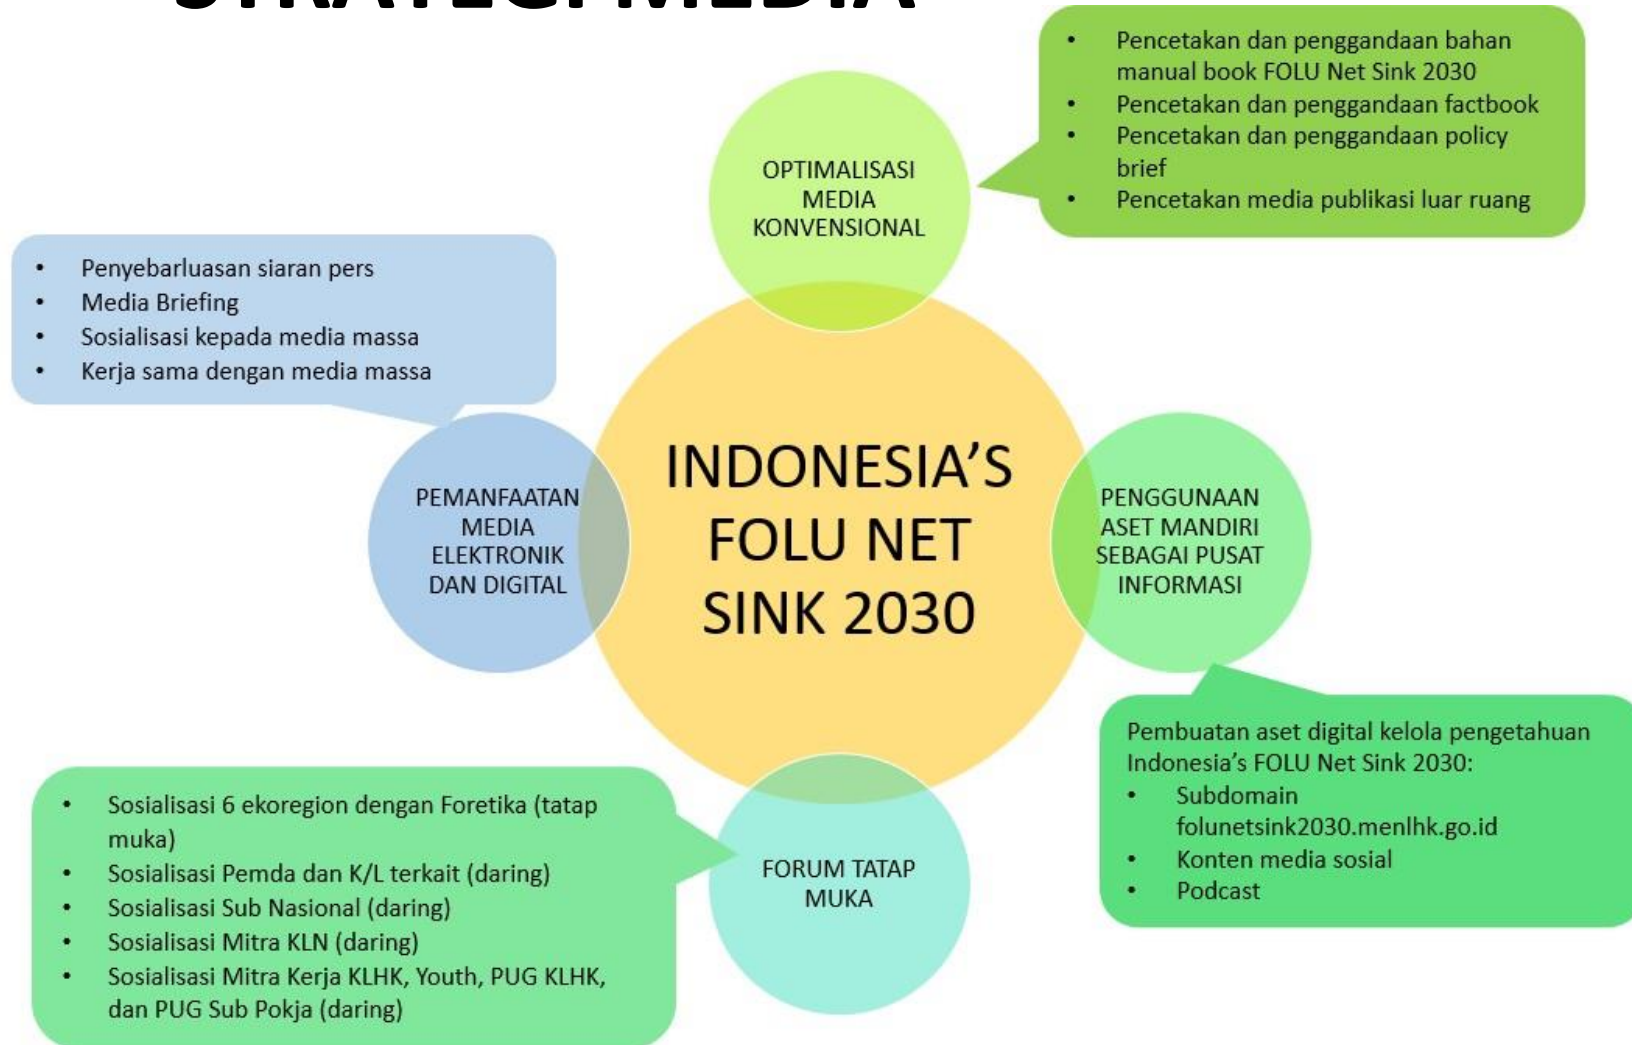 STRATEGI MEDIA
• Pencetakan dan penggandaan bahan
manual book FOLU Net Sink 2030
• Pencetakan dan penggandaan factbook
• Pencetakan dan penggandaan policy
brief
• Pencetakan media publikasi luar ruang
OPTIMALISASI
MEDIA
KONVENSIONAL
• Penyebarluasan siaran pers
• Media Briefing
• Sosialisasi kepada media massa
• Kerja sama dengan media massa
PEMANFAATAN
MEDIA
ELEKTRONIK
DAN DIGITAL
INDONESIA’S
FOLU NET
SINK 2030
PENGGUNAAN
ASET MANDIRI
SEBAGAI PUSAT
INFORMASI
Pembuatan aset digital kelola pengetahuan
Indonesia’s FOLU Net Sink 2030:
• Subdomain
folunetsink2030.menlhk.go.id
• Konten media sosial
• Podcast
• Sosialisasi 6 ekoregion dengan Foretika (tatap
muka)
• Sosialisasi Pemda dan K/L terkait (daring)
• Sosialisasi Sub Nasional (daring)
• Sosialisasi Mitra KLN (daring)
• Sosialisasi Mitra Kerja KLHK, Youth, PUG KLHK,
dan PUG Sub Pokja (daring)
FORUM TATAP
MUKA